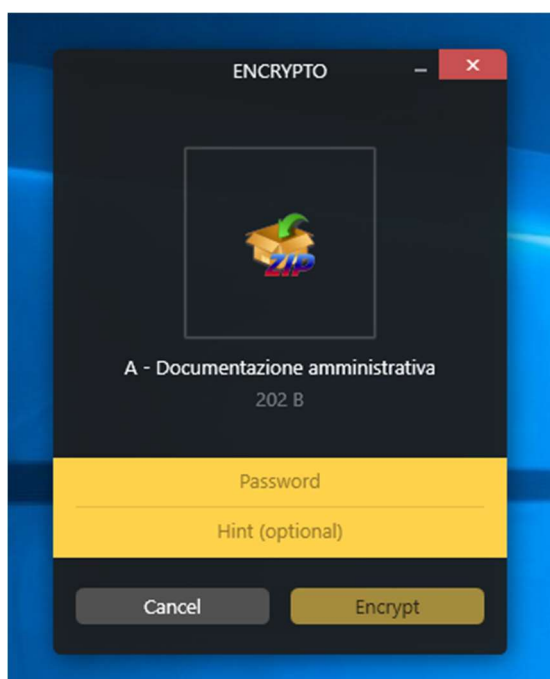 ENCRYPTO
ZIP
A - Documentazione amministrativa
202 B
Password
Hint (optional)
Cancel
Encrypt